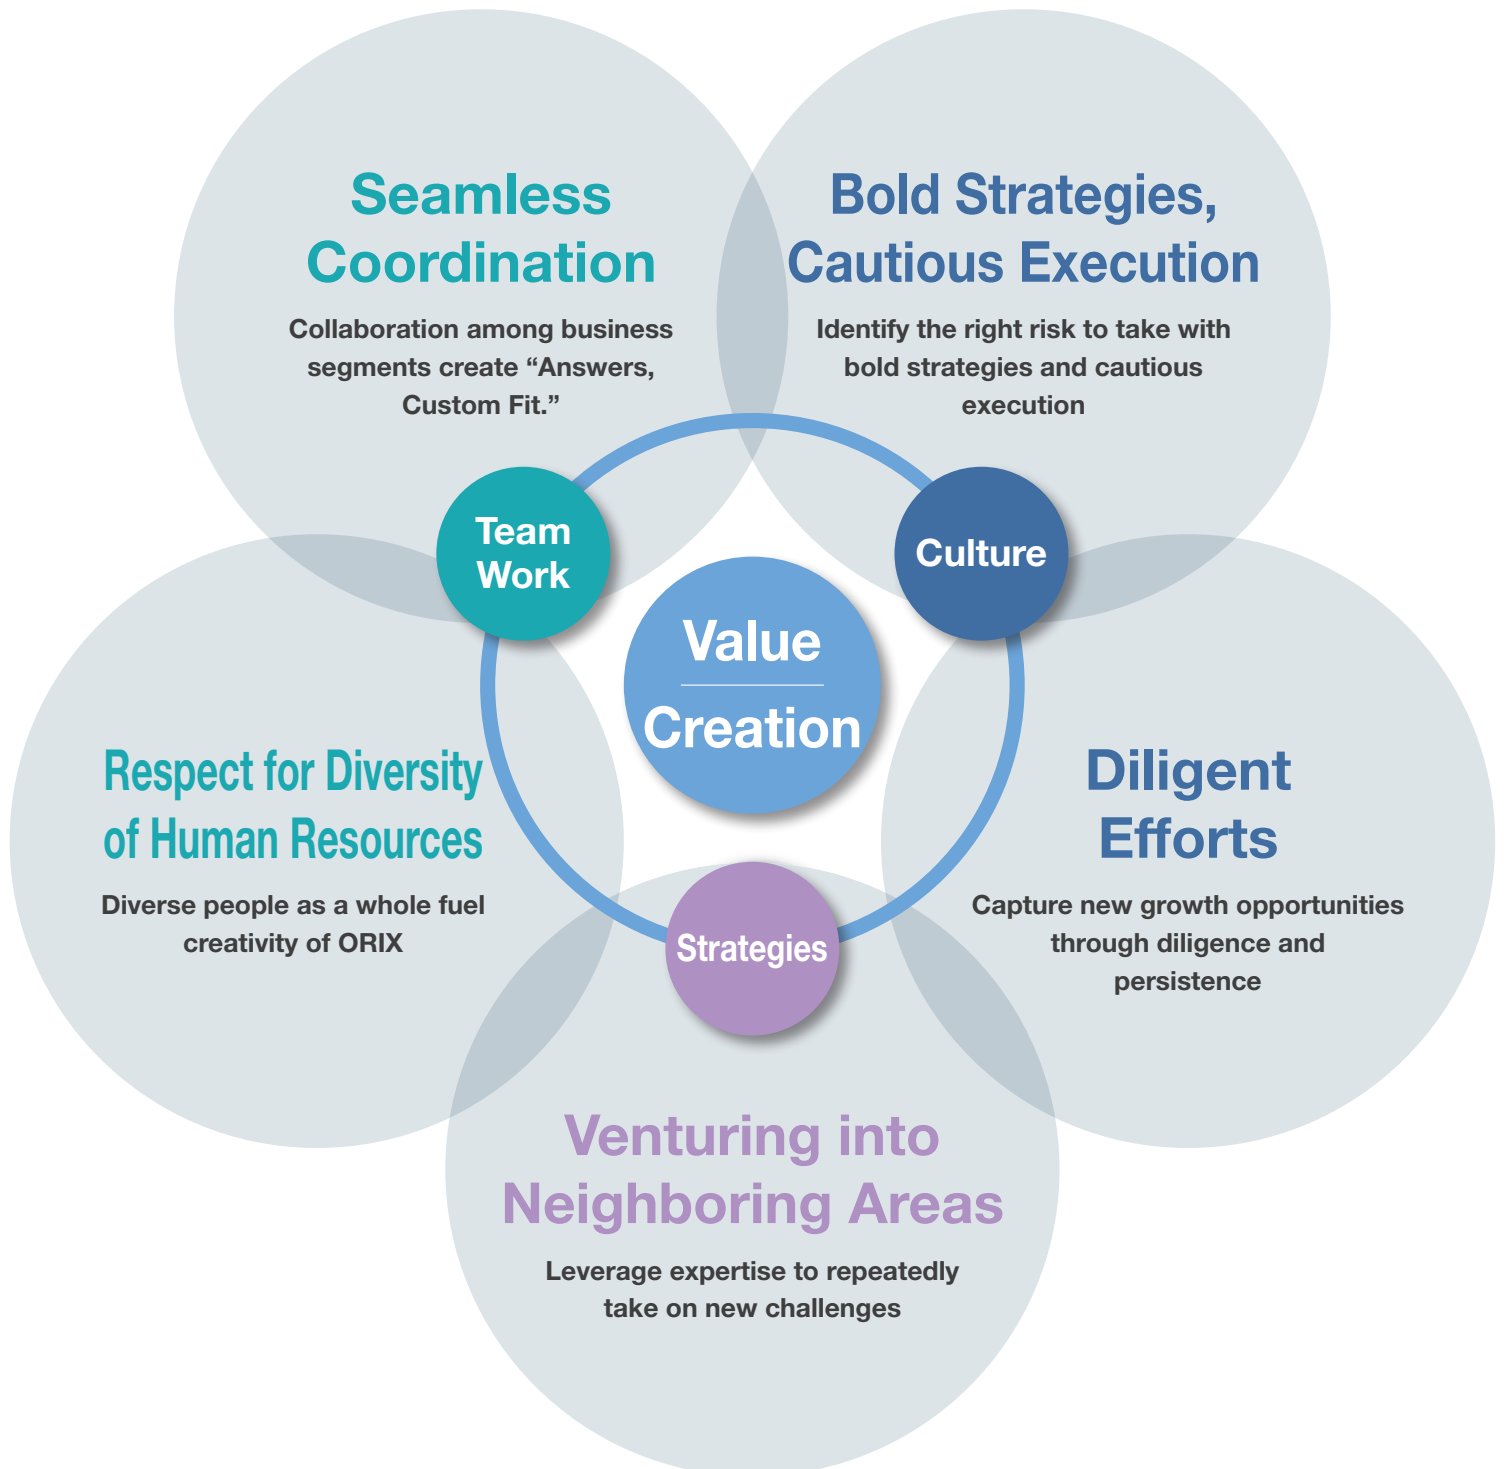 Seamless
Coordination
Collaboration among business
segments create “Answers,
Custom Fit.”
Bold Strategies,
Cautious Execution
Identify the right risk to take with
bold strategies and cautious
execution
Team
Work
Culture
Value
Creation
Respect for Diversity
of Human Resources
Diverse people as a whole fuel
creativity of ORIX
Diligent
Efforts
Capture new growth opportunities
through diligence and
persistence
Strategies
Venturing into
Neighboring Areas
Leverage expertise to repeatedly
take on new challenges